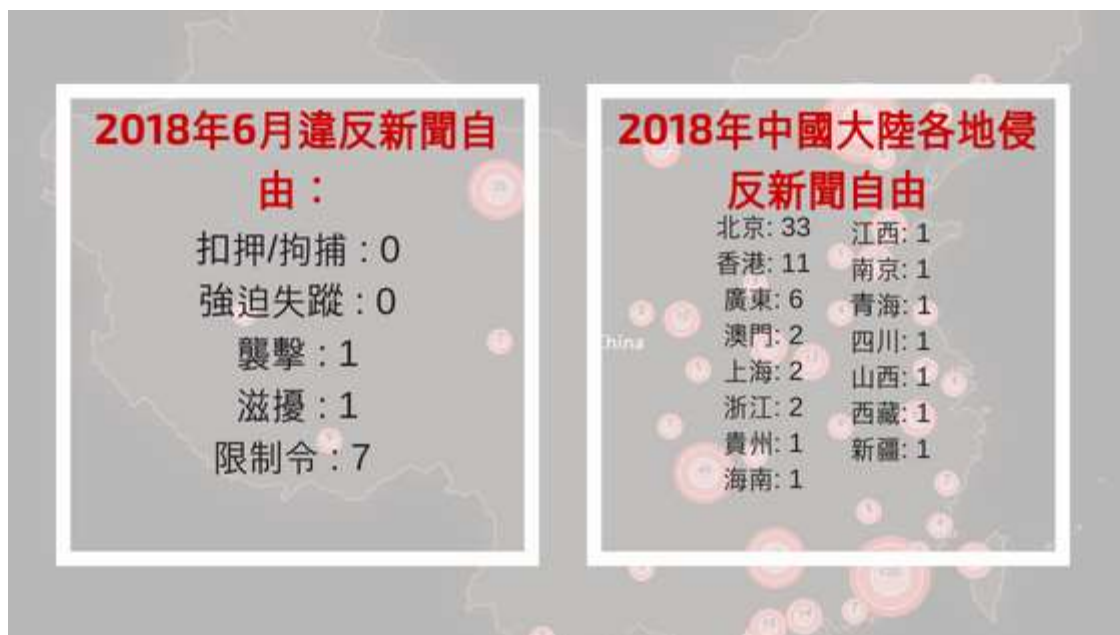 2018年6月違反新聞自
由：
扣押/拘捕：0
強迫失蹤：0
襲擊：1
滋擾：1
限制令：7
2018年中國大陸各地侵
反新聞自由
北京: 33
香港: 11
廣東: 6
澳門: 2
上海: 2
浙江: 2
貴州: 1
海南: 1
江西: 1
南京: 1
青海: 1
四川: 1
山西: 1
西藏: 1
新疆: 1
China